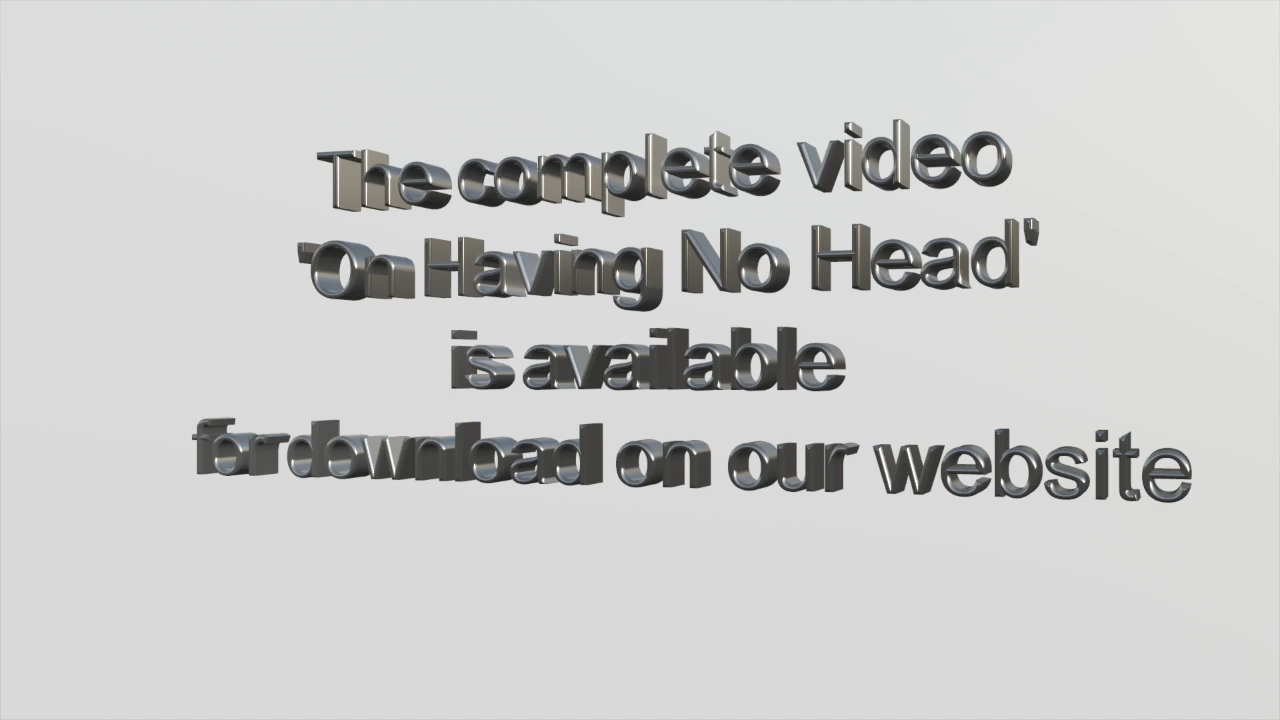 The complete video
'On Having No Head'
is available
for download on our website